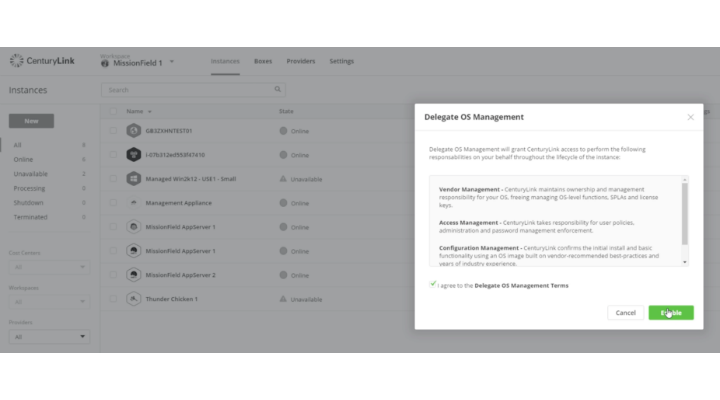 CenturyLink
Workspace
MissionField 1
Instances
Boxes
Providers
Settings
Instances
Search
New
All 8
Online 6
Unavailable 2
Processing 0
Shutdown 0
Terminated 0
Cost Centers
All
Workspaces
All
Providers
All
Name
State
GB32XHNTEST01 Online
Online
Managed Win2k12 - USE1 - Small Unavailable
Management Appliance Online
MissionField AppServer 1 Online
MissionField AppServer 1 Online
MissionField AppServer 2 Online
Thunder Chicken 1 Unavailable
Delegate OS Management
Delegate OS Management will grant CenturyLink access to perform the following
responsabilities on your behalf throughout the lifecycle of the instance:
Vendor Management - CenturyLink maintains ownership and management
responsibility for your OS, freeing managing OS-level functions, SPLAs and license
keys.
Access Management - CenturyLink takes responsibility for user policies,
administration and password management enforcement.
Configuration Management - CenturyLink confirms the initial install and basic
functionality using an OS image built on vendor-recommended best-practices and
years of industry experience.
I agree to the Delegate OS Management Terms
Cancel
Enable